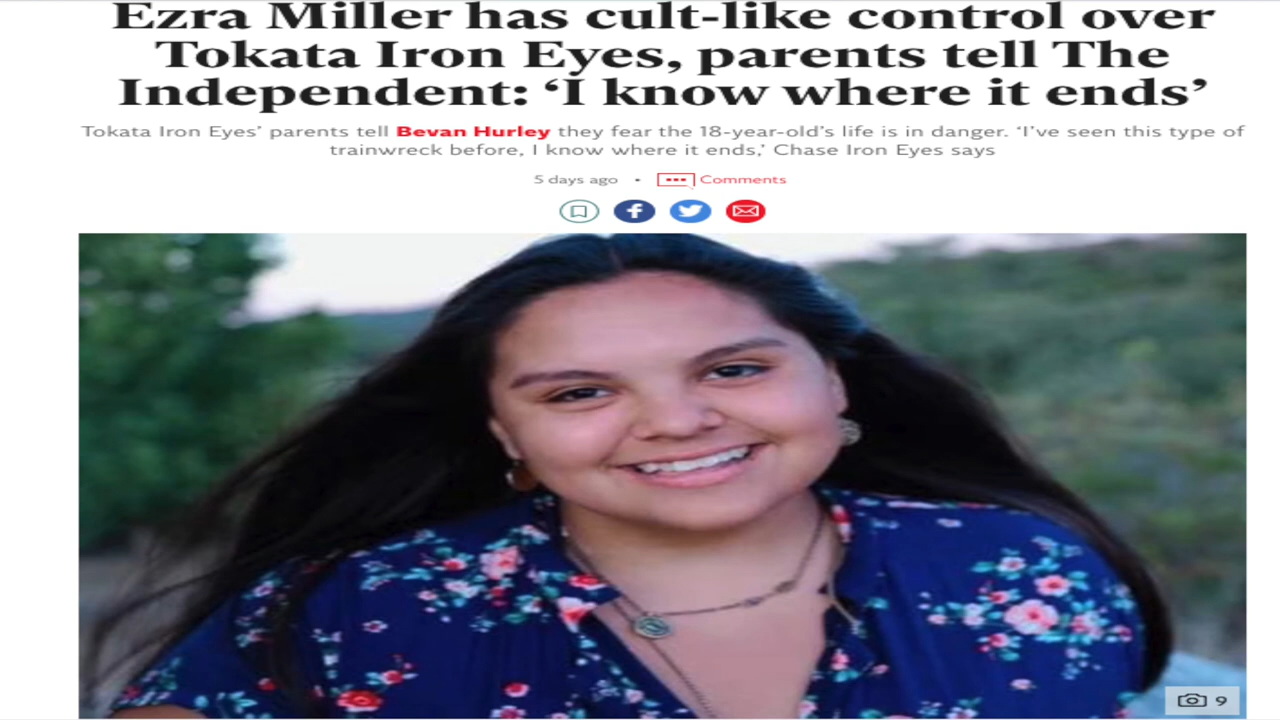 Ezra Miller has cult-like control over
Tokata Iron Eyes, parents tell The
Independent: ‘I know where it ends’
Tokata Iron Eyes’ parents tell Bevan Hurley they fear the 18-year-old’s life is in danger. ‘I’ve seen this type of
trainwreck before, I know where it ends,’ Chase Iron Eyes says
5 days ago • Comments
9